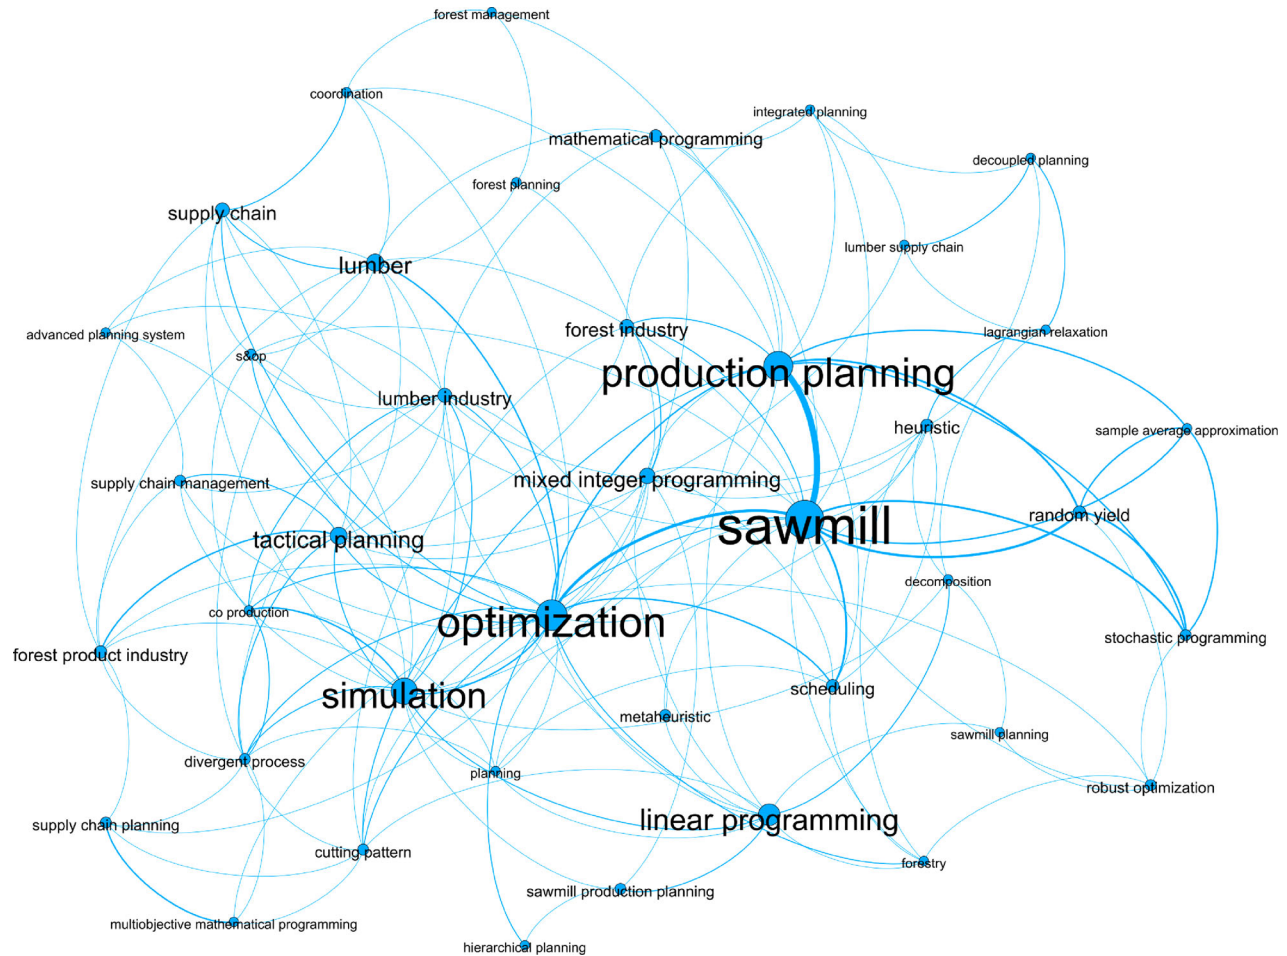 forest management
coordination
integrated planning
mathematical programming
decoupled planning
forest planning
supply chain
lumber supply chain
lumber
forest industry
lagrangian relaxation
advanced planning system
s&op
production planning
lumber industry
heuristic
sample average approximation
supply chain management
mixed integer programming
random yield
sawmill
tactical planning
decomposition
co production
optimization
stochastic programming
forest product industry
simulation
scheduling
metaheuristic
sawmill planning
divergent process
planning
robust optimization
supply chain planning
linear programming
cutting pattern
forestry
sawmill production planning
multiobjective mathematical programming
hierarchical planning